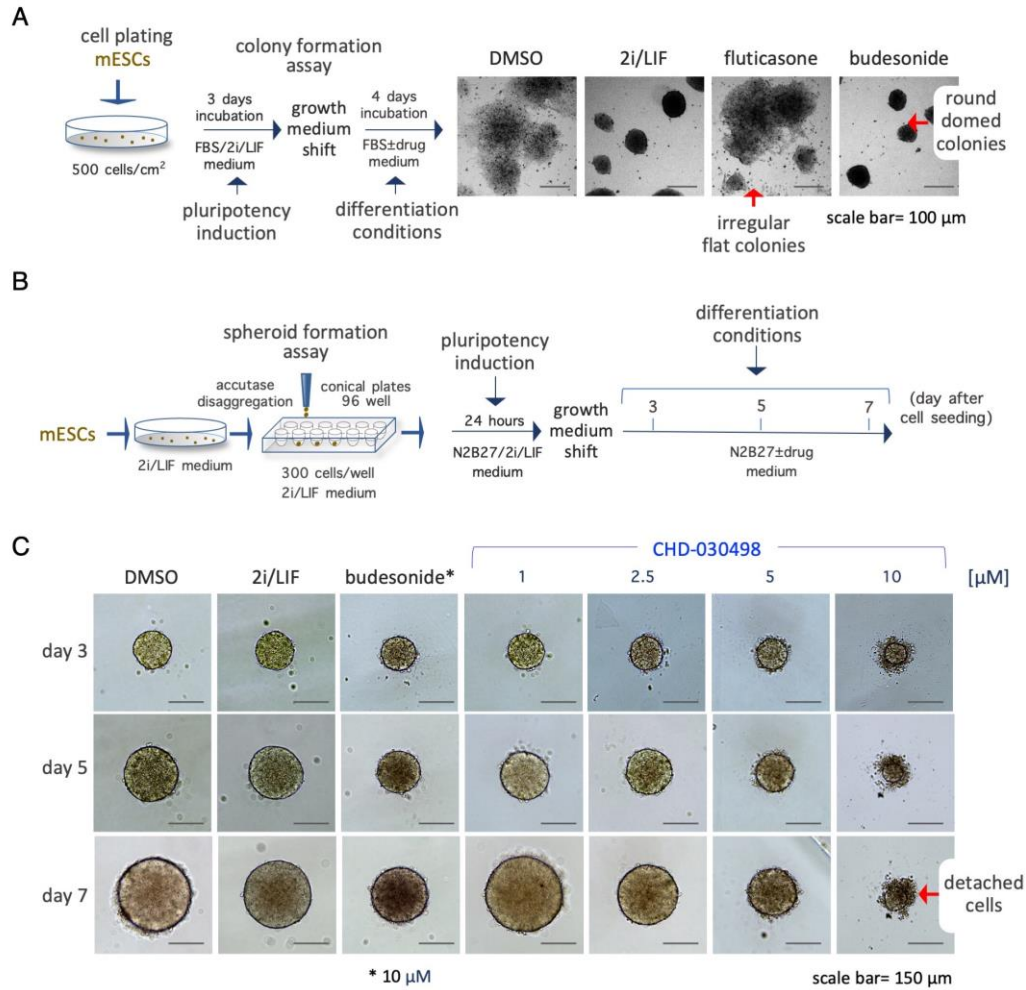 A
cell plating
mESCs
500 cells/cm²
colony formation
assay
3 days
incubation
FBS/2i/LIF
medium
pluripotency
induction
growth
medium
shift
4 days
incubation
FBS±drug
medium
differentiation
conditions
DMSO
2i/LIF
fluticasone
budesonide
round
domed
colonies
irregular
flat colonies
scale bar= 100 µm
B
mESCs
accutase
disaggregation
2i/LIF medium
spheroid formation
assay
conical plates
96 well
300 cells/well
2i/LIF medium
pluripotency
induction
24 hours
N2B27/2i/LIF
medium
growth
medium
shift
differentiation
conditions
3 5 7
N2B27±drug
medium
(day after
cell seeding)
C
CHD-030498
DMSO 2i/LIF budesonide* 1 2.5 5 10 [µM]
day 3
day 5
day 7
detached
cells
* 10 µM
scale bar= 150 µm